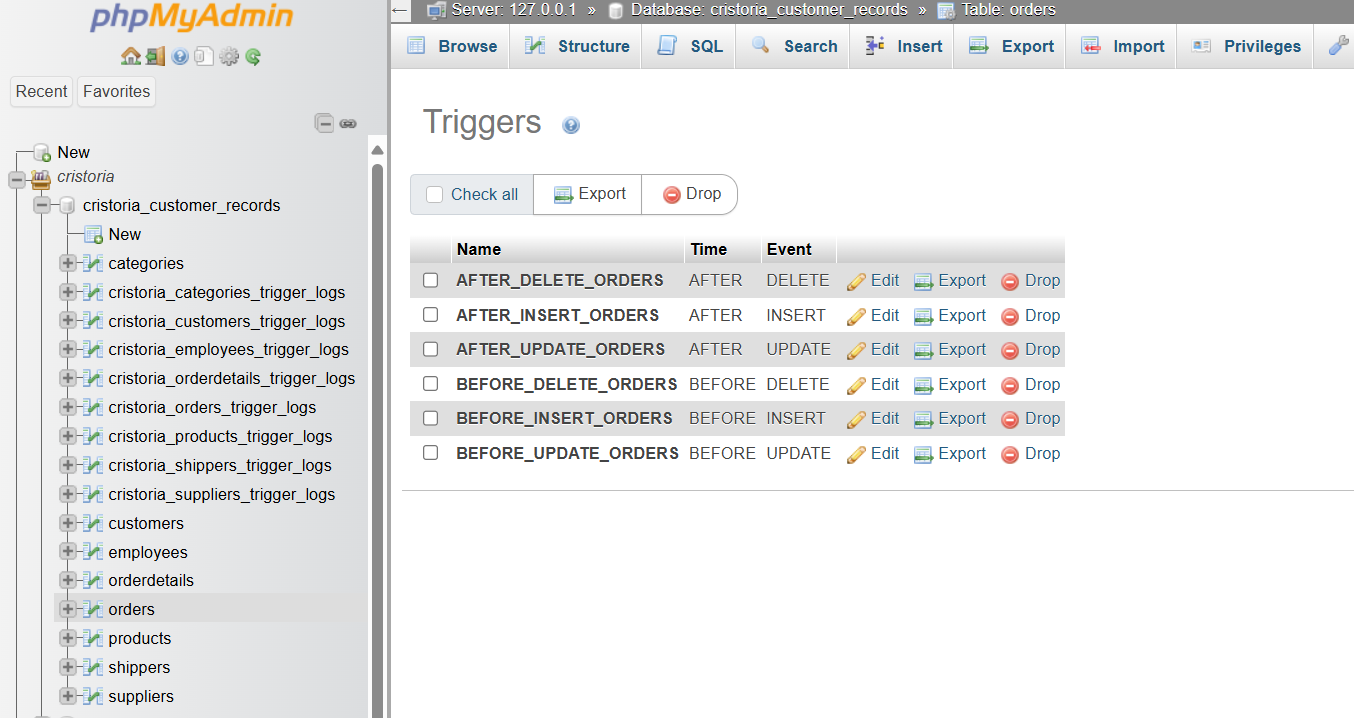 phpMyAdmin
Recent Favorites
New
cristoria
cristoria_customer_records
New
categories
cristoria_categories_trigger_logs
cristoria_customers_trigger_logs
cristoria_employees_trigger_logs
cristoria_orderdetails_trigger_logs
cristoria_orders_trigger_logs
cristoria_products_trigger_logs
cristoria_shippers_trigger_logs
cristoria_suppliers_trigger_logs
customers
employees
orderdetails
orders
products
shippers
suppliers
← Server: 127.0.0.1 » Database: cristoria_customer_records » Table: orders
Browse Structure SQL Search Insert Export Import Privileges
Triggers
Check all Export Drop
Name Time Event
AFTER_DELETE_ORDERS AFTER DELETE Edit Export Drop
AFTER_INSERT_ORDERS AFTER INSERT Edit Export Drop
AFTER_UPDATE_ORDERS AFTER UPDATE Edit Export Drop
BEFORE_DELETE_ORDERS BEFORE DELETE Edit Export Drop
BEFORE_INSERT_ORDERS BEFORE INSERT Edit Export Drop
BEFORE_UPDATE_ORDERS BEFORE UPDATE Edit Export Drop